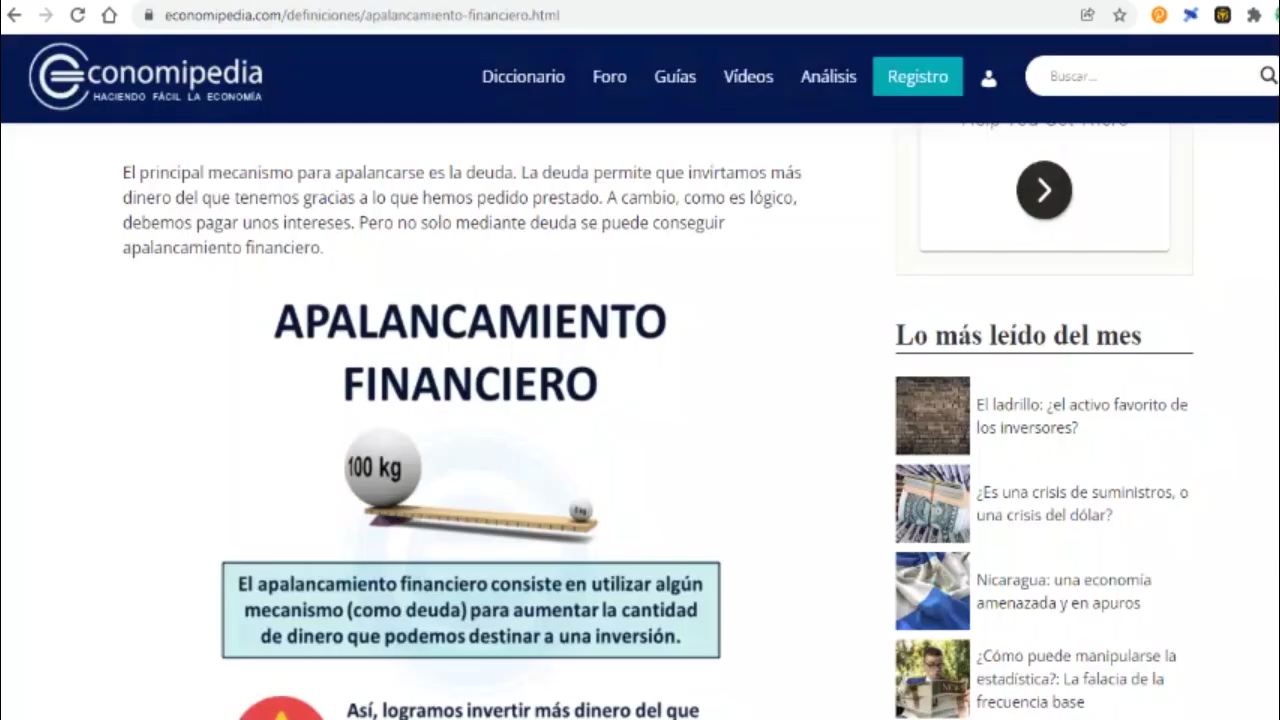 economipedia.com/definiciones/apalancamiento-financiero.html
conomipedia
HACIENDO FÁCIL LA ECONOMÍA
Diccionario Foro Guías Vídeos Análisis Registro Buscar...
El principal mecanismo para apalancarse es la deuda. La deuda permite que invirtamos más
dinero del que tenemos gracias a lo que hemos pedido prestado. A cambio, como es lógico,
debemos pagar unos intereses. Pero no solo mediante deuda se puede conseguir
apalancamiento financiero.
APALANCAMIENTO
FINANCIERO
100 kg
El apalancamiento financiero consiste en utilizar algún
mecanismo (como deuda) para aumentar la cantidad
de dinero que podemos destinar a una inversión.
Así, logramos invertir más dinero del que
Help You Get There
Lo más leído del mes
El ladrillo: ¿el activo favorito de
los inversores?
¿Es una crisis de suministros, o
una crisis del dólar?
Nicaragua: una economía
amenazada y en apuros
¿Cómo puede manipularse la
estadística?: La falacia de la
frecuencia base